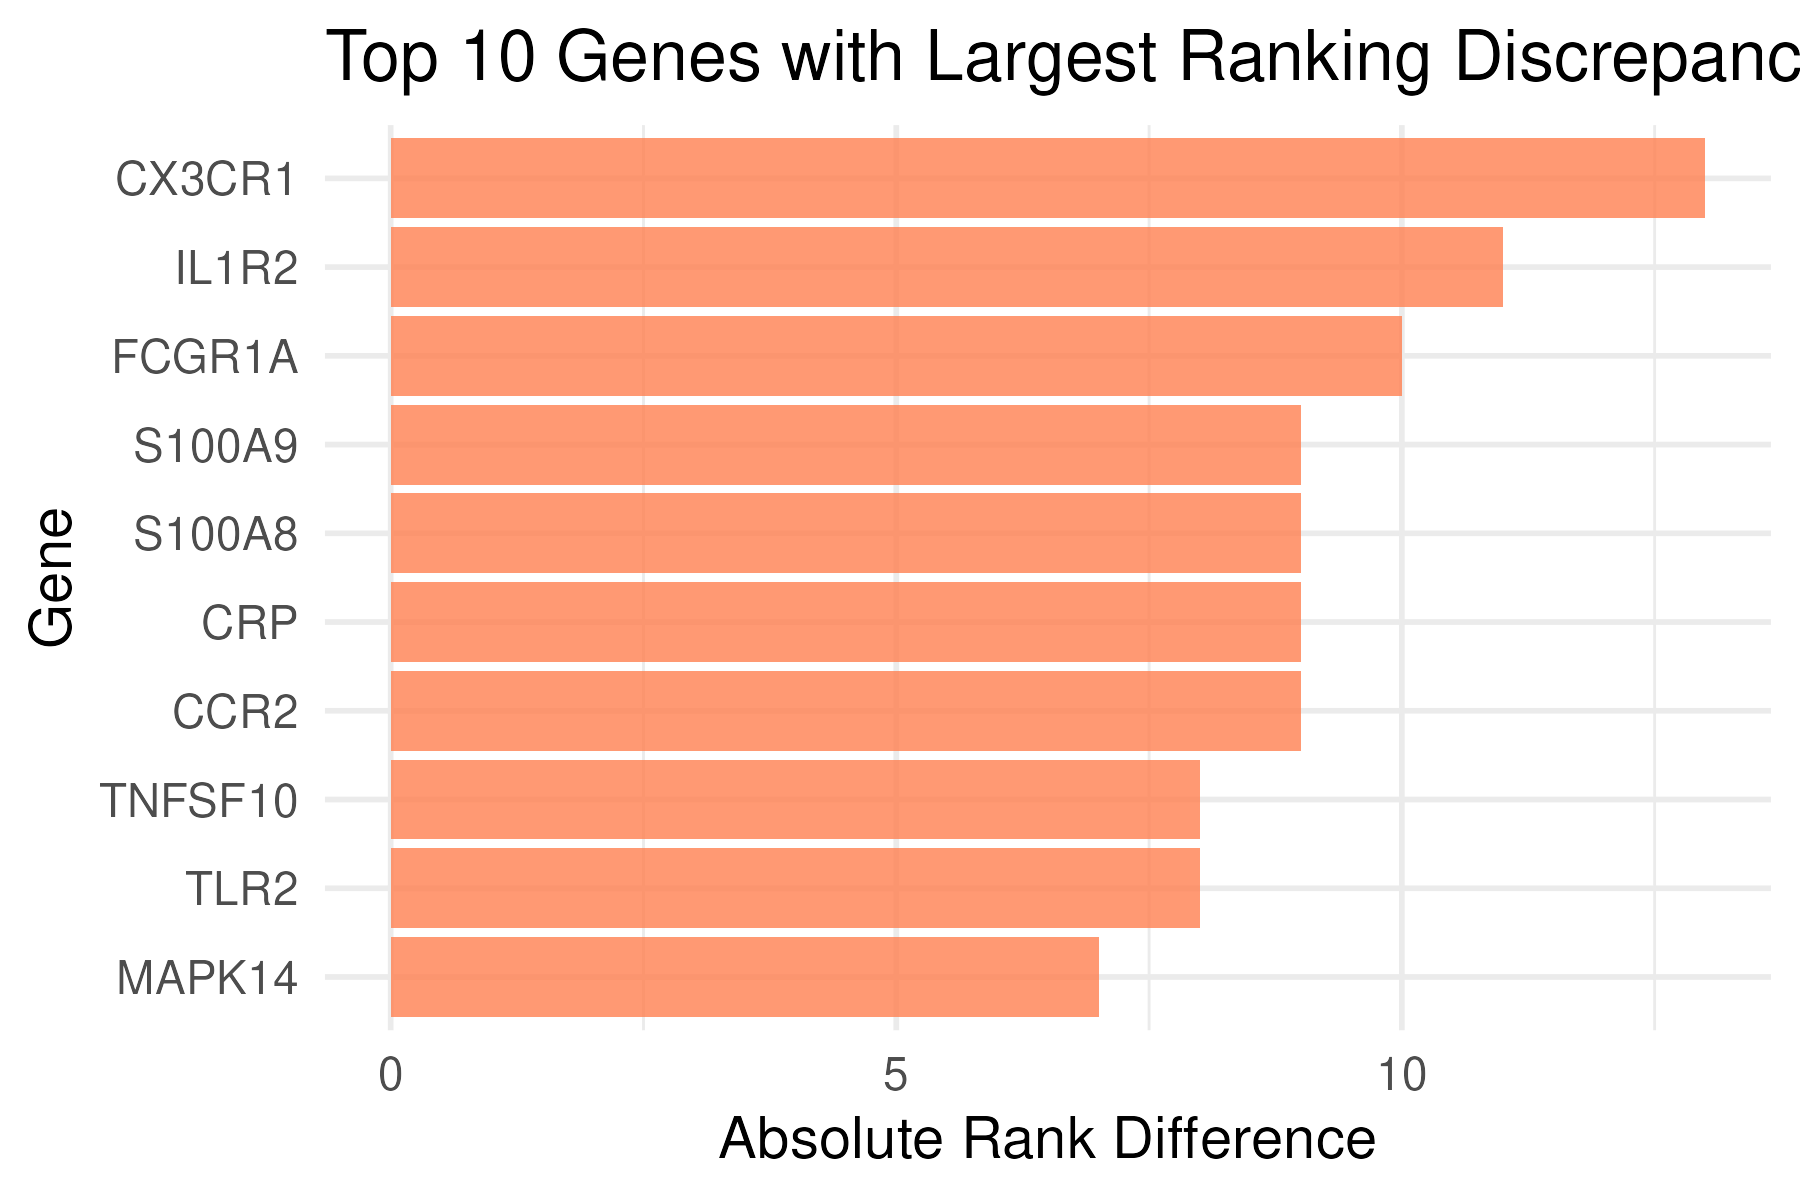 Top 10 Genes with Largest Ranking Discrepanc
CX3CR1
IL1R2
FCGR1A
S100A9
S100A8
CRP
CCR2
TNFSF10
TLR2
MAPK14
Gene
0 5 10
Absolute Rank Difference